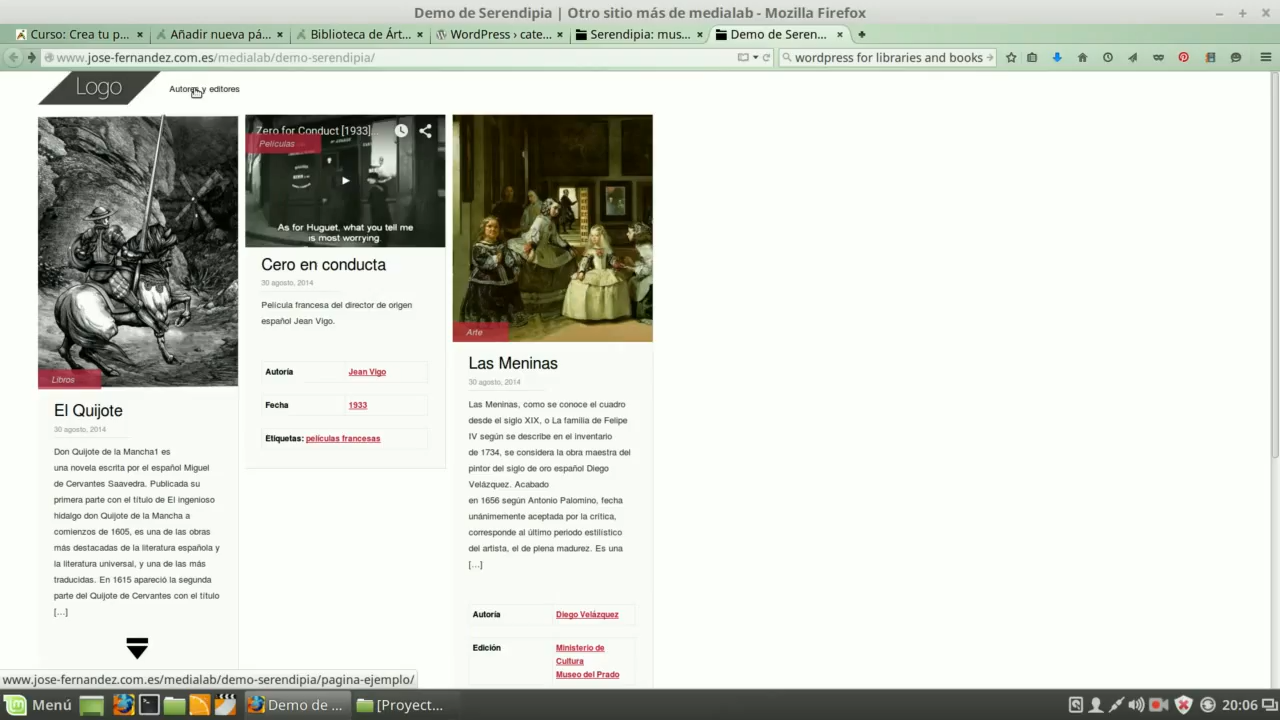 Demo de Serendipia | Otro sitio más de medialab - Mozilla Firefox
Curso: Crea tu p...
Añadir nueva pá...
Biblioteca de Árt...
WordPress › cate...
Serendipia: mus...
Demo de Seren...
www.jose-fernandez.com.es/medialab/demo-serendipia/
wordpress for libraries and books
Logo
Autores y editores
Libros
El Quijote
30 agosto, 2014
Don Quijote de la Mancha1 es
una novela escrita por el español Miguel
de Cervantes Saavedra. Publicada su
primera parte con el título de El ingenioso
hidalgo don Quijote de la Mancha a
comienzos de 1605, es una de las obras
más destacadas de la literatura española y
la literatura universal, y una de las más
traducidas. En 1615 apareció la segunda
parte del Quijote de Cervantes con el título
[...]
Zero for Conduct [1933]...
Películas
As for Huguet, what you tell me
is most worrying.
Cero en conducta
30 agosto, 2014
Película francesa del director de origen
español Jean Vigo.
Autoría Jean Vigo
Fecha 1933
Etiquetas: películas francesas
Arte
Las Meninas
30 agosto, 2014
Las Meninas, como se conoce el cuadro
desde el siglo XIX, o La familia de Felipe
IV según se describe en el inventario
de 1734, se considera la obra maestra del
pintor del siglo de oro español Diego
Velázquez. Acabado
en 1656 según Antonio Palomino, fecha
unánimemente aceptada por la crítica,
corresponde al último periodo estilístico
del artista, el de plena madurez. Es una
[...]
Autoría Diego Velázquez
Edición Ministerio de
Cultura
Museo del Prado
www.jose-fernandez.com.es/medialab/demo-serendipia/pagina-ejemplo/
Menú
Demo de ...
[Proyect...
20:06